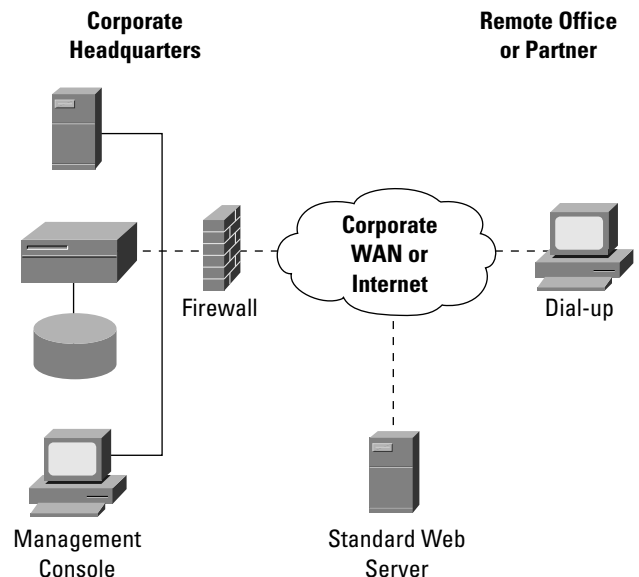 Corporate
Headquarters
Remote Office
or Partner
Corporate
WAN or
Internet
Firewall
Dial-up
Management
Console
Standard Web
Server